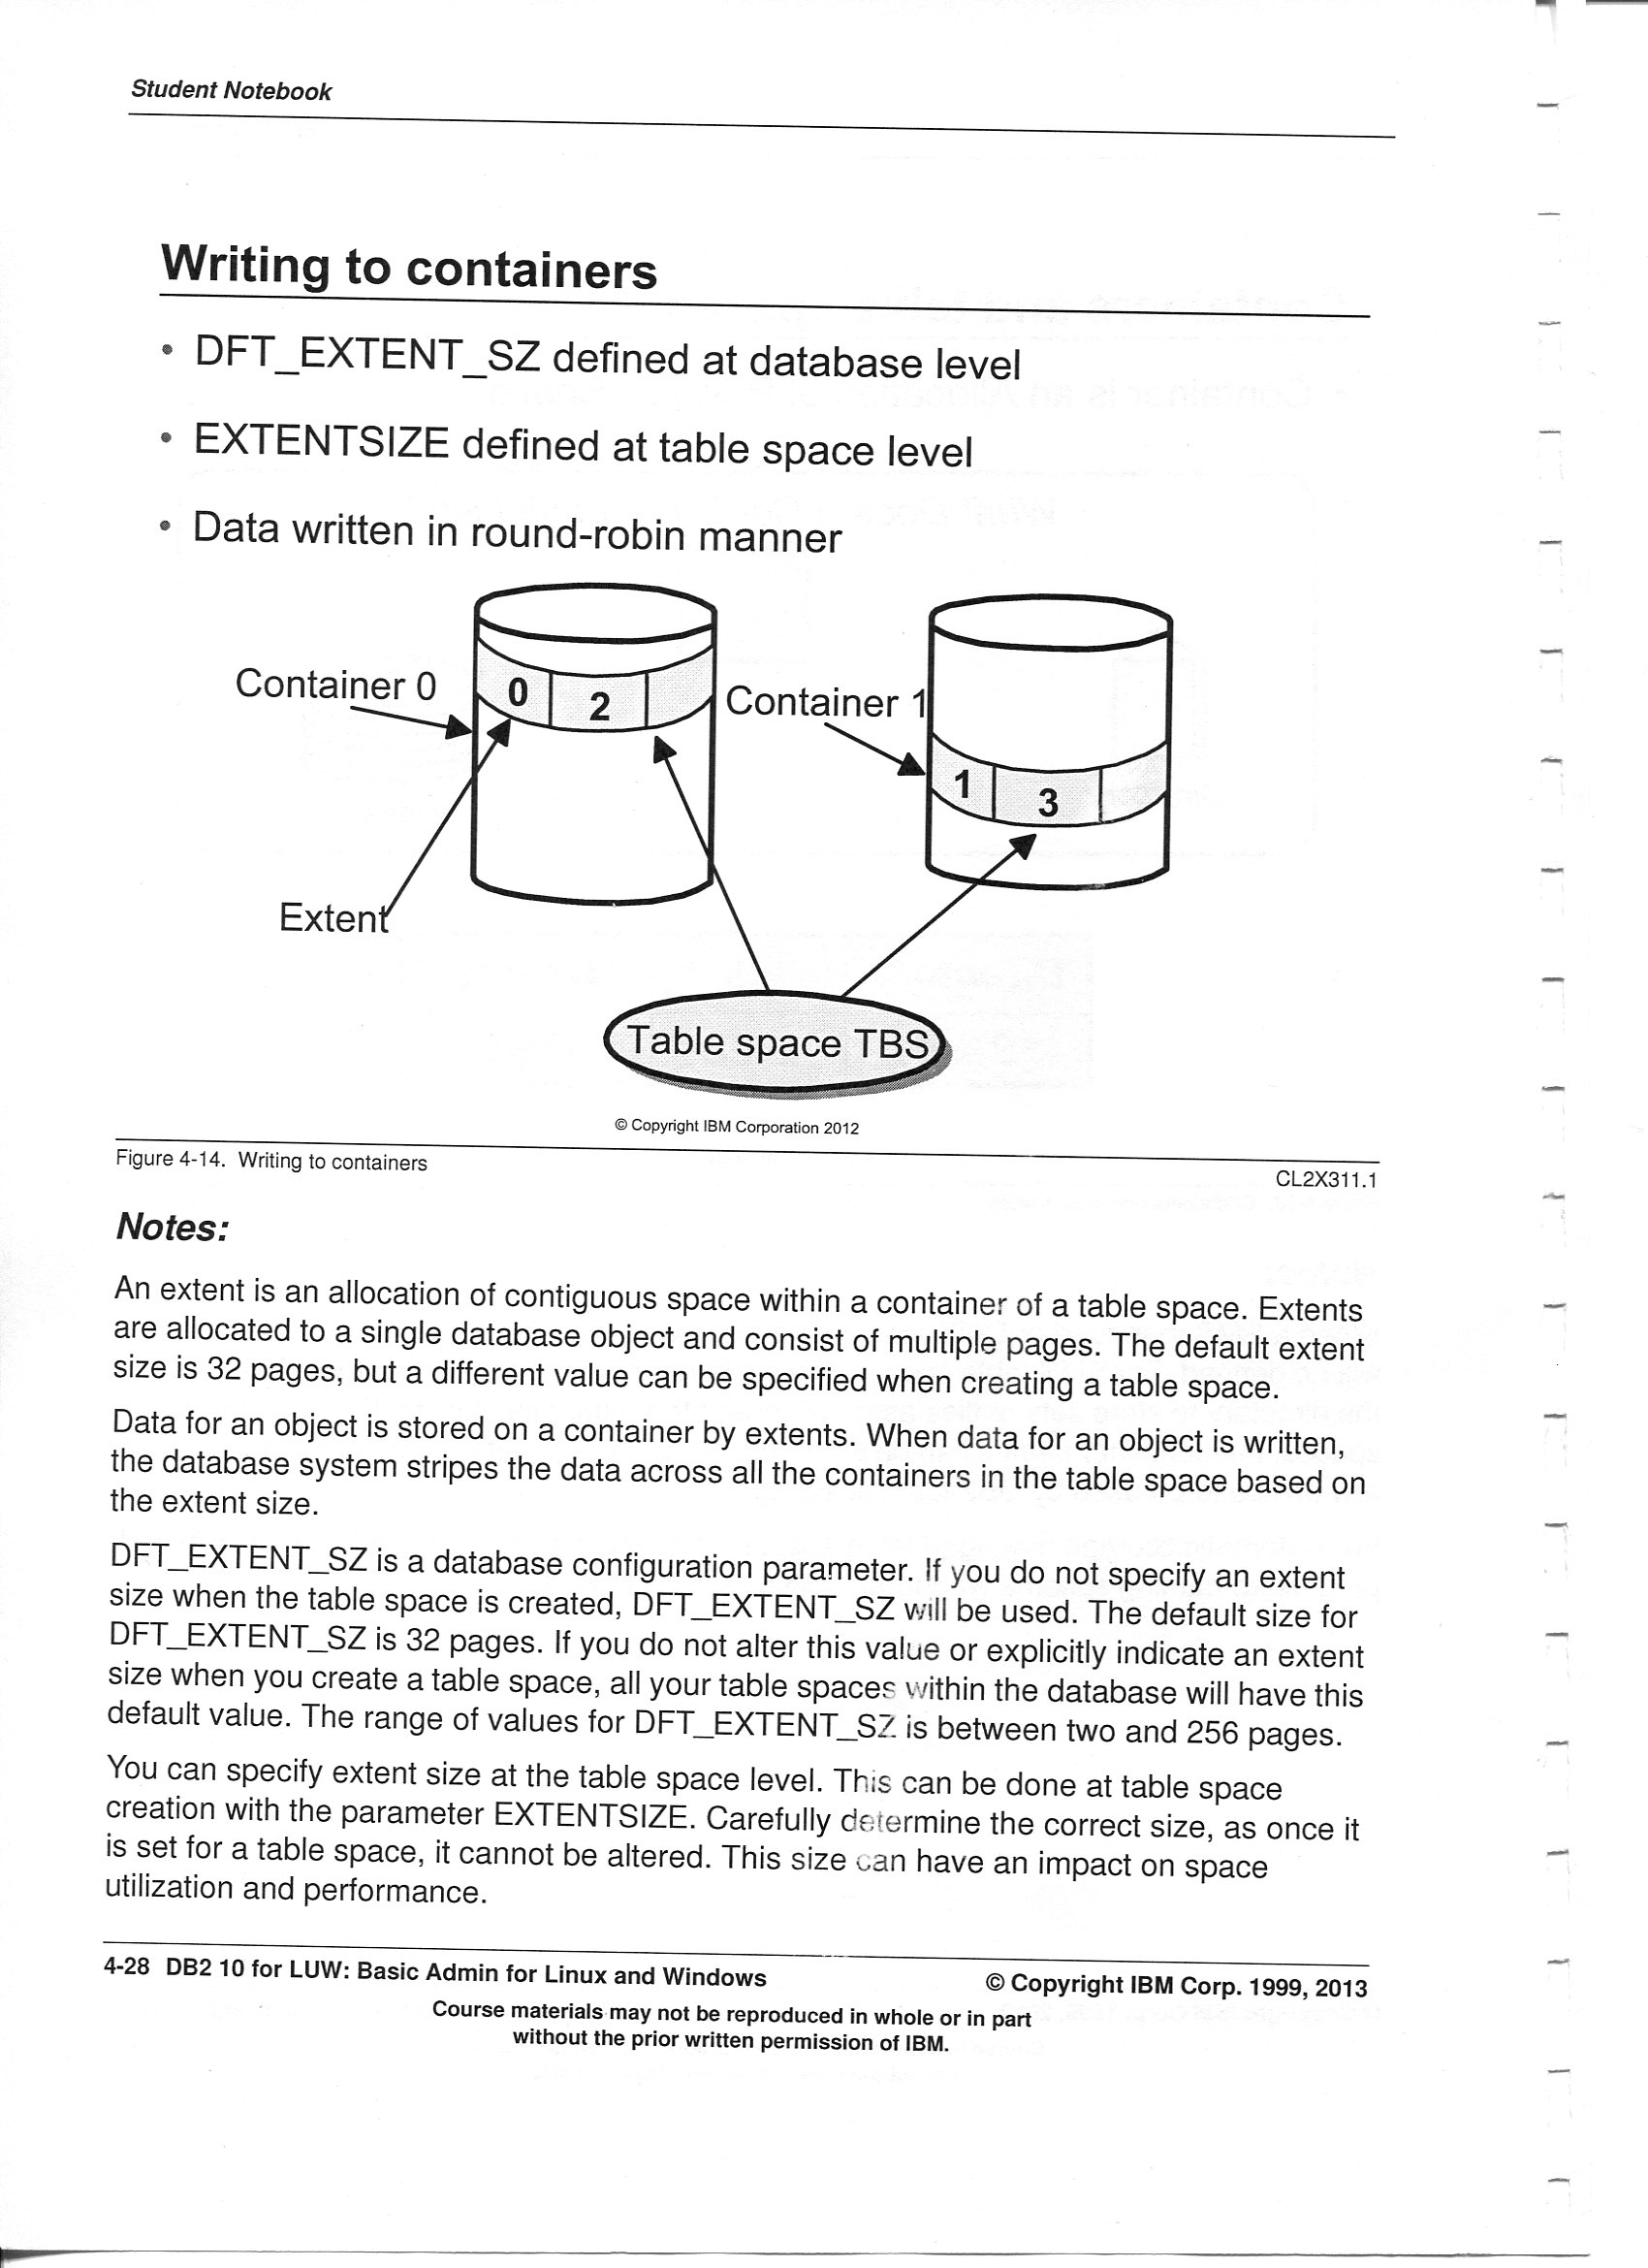 Student Notebook
Writing to containers
• DFT_EXTENT_SZ defined at database level
• EXTENTSIZE defined at table space level
• Data written in round-robin manner
Container 0
0
2
Container 1
1
3
Extent
Table space TBS
© Copyright IBM Corporation 2012
Figure 4-14. Writing to containers
CL2X311.1
Notes:
An extent is an allocation of contiguous space within a container of a table space. Extents
are allocated to a single database object and consist of multiple pages. The default extent
size is 32 pages, but a different value can be specified when creating a table space.
Data for an object is stored on a container by extents. When data for an object is written,
the database system stripes the data across all the containers in the table space based on
the extent size.
DFT_EXTENT_SZ is a database configuration parameter. If you do not specify an extent
size when the table space is created, DFT_EXTENT_SZ will be used. The default size for
DFT_EXTENT_SZ is 32 pages. If you do not alter this value or explicitly indicate an extent
size when you create a table space, all your table spaces within the database will have this
default value. The range of values for DFT_EXTENT_SZ is between two and 256 pages.
You can specify extent size at the table space level. This can be done at table space
creation with the parameter EXTENTSIZE. Carefully determine the correct size, as once it
is set for a table space, it cannot be altered. This size can have an impact on space
utilization and performance.
4-28 DB2 10 for LUW: Basic Admin for Linux and Windows
© Copyright IBM Corp. 1999, 2013
Course materials may not be reproduced in whole or in part
without the prior written permission of IBM.